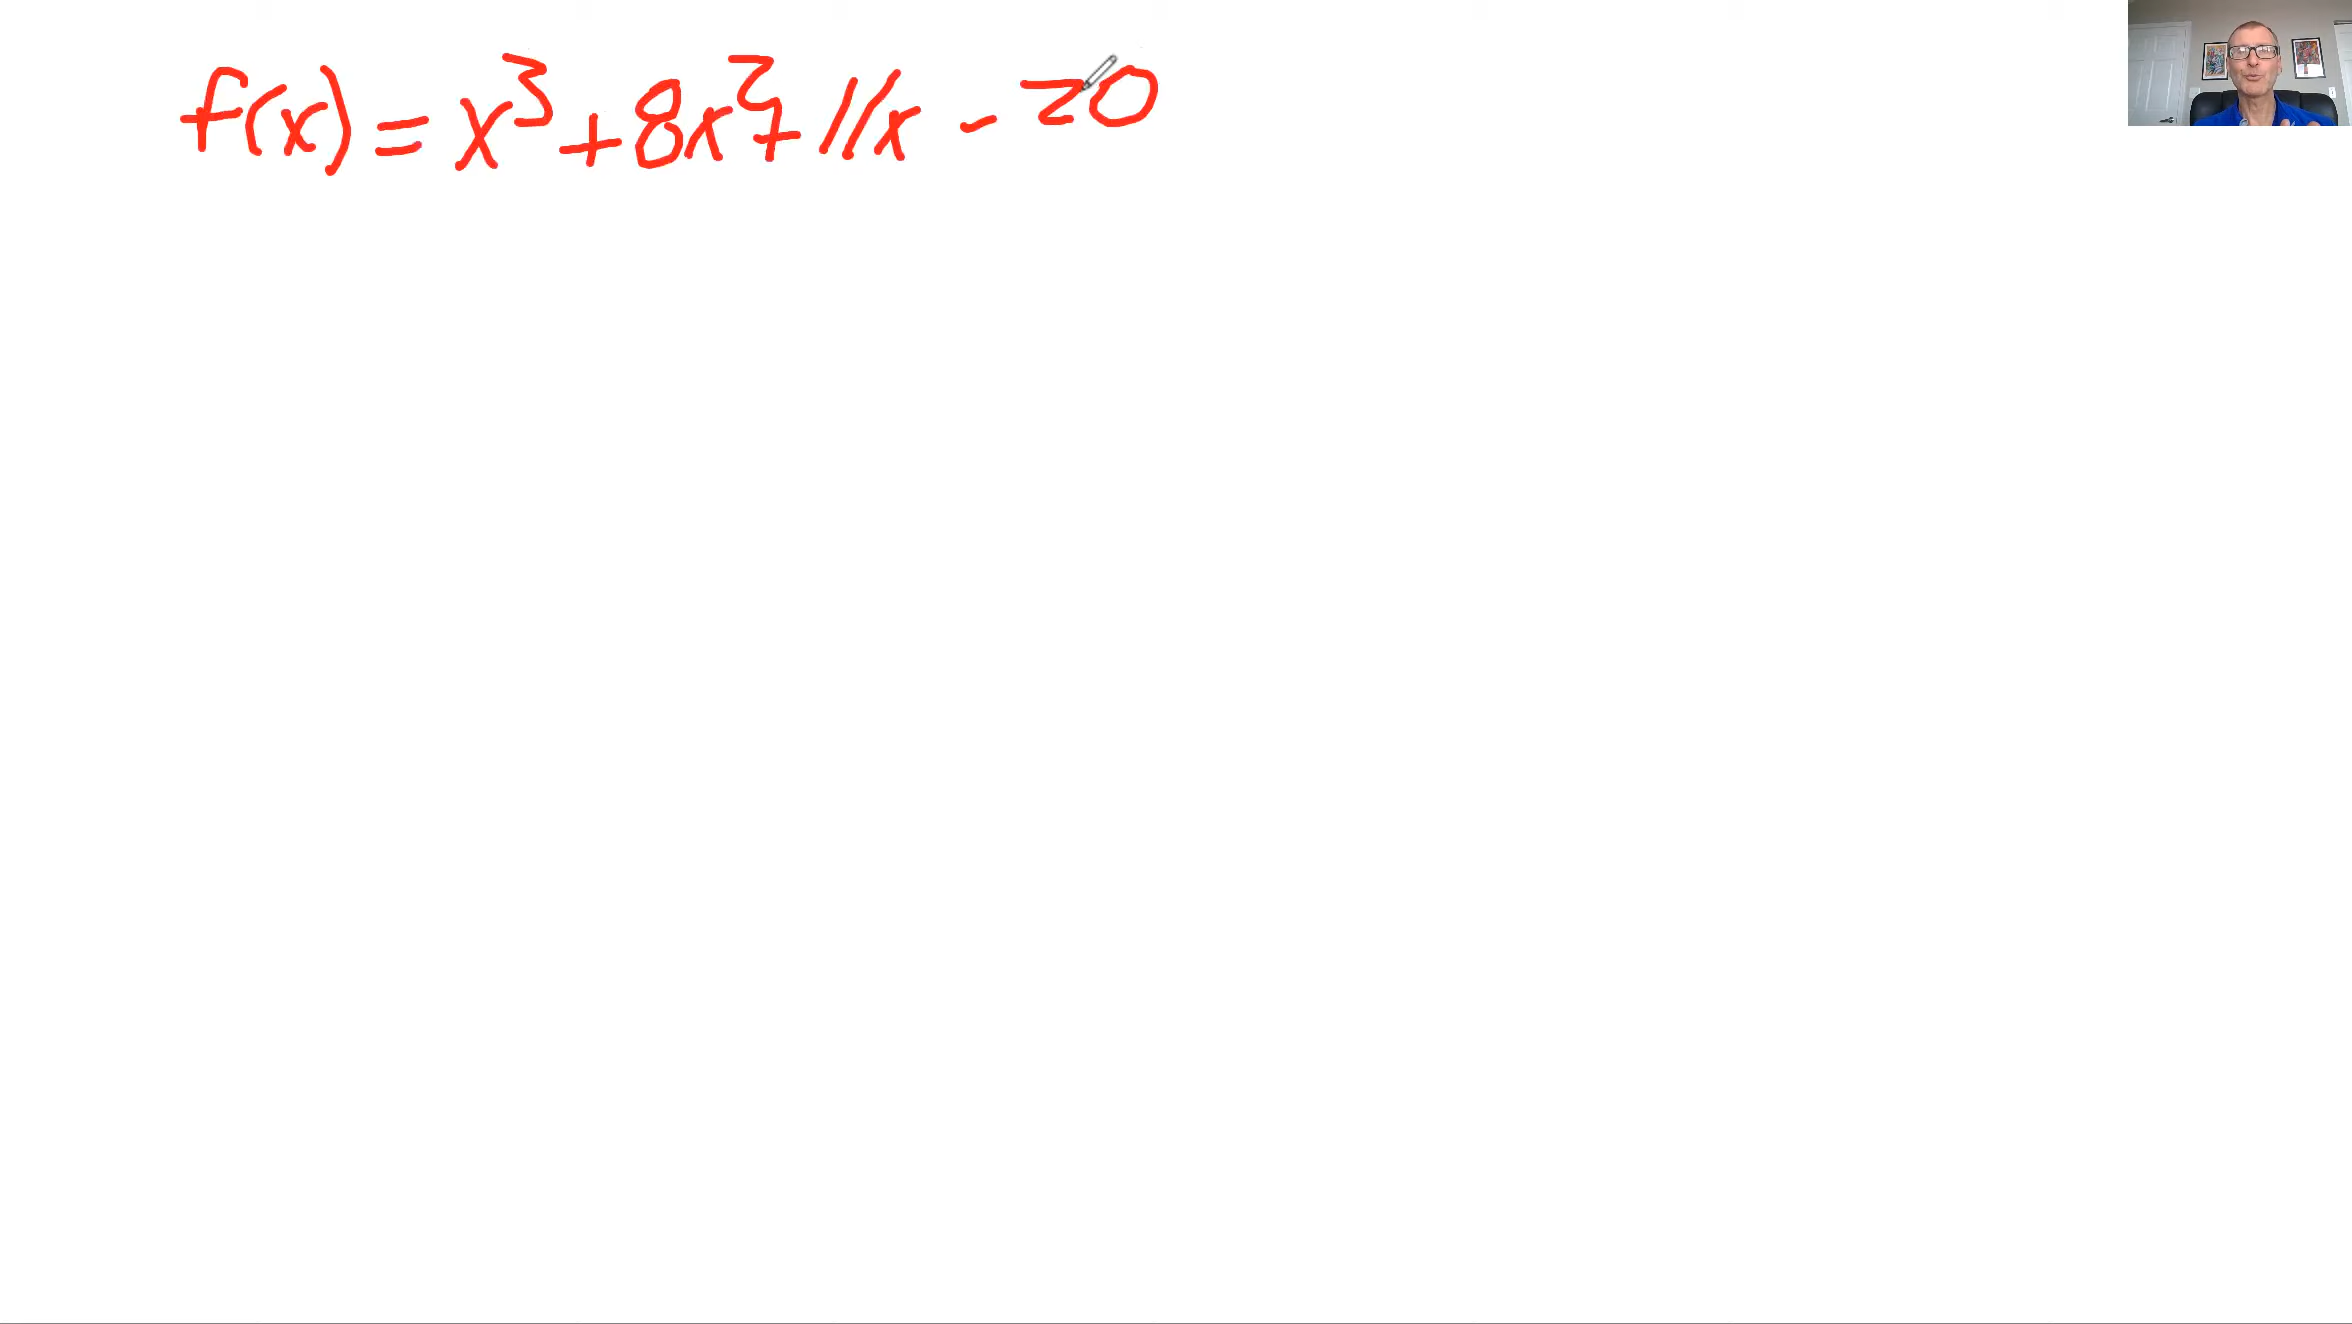 f(x) = x³ + 8x² + 11x - 20